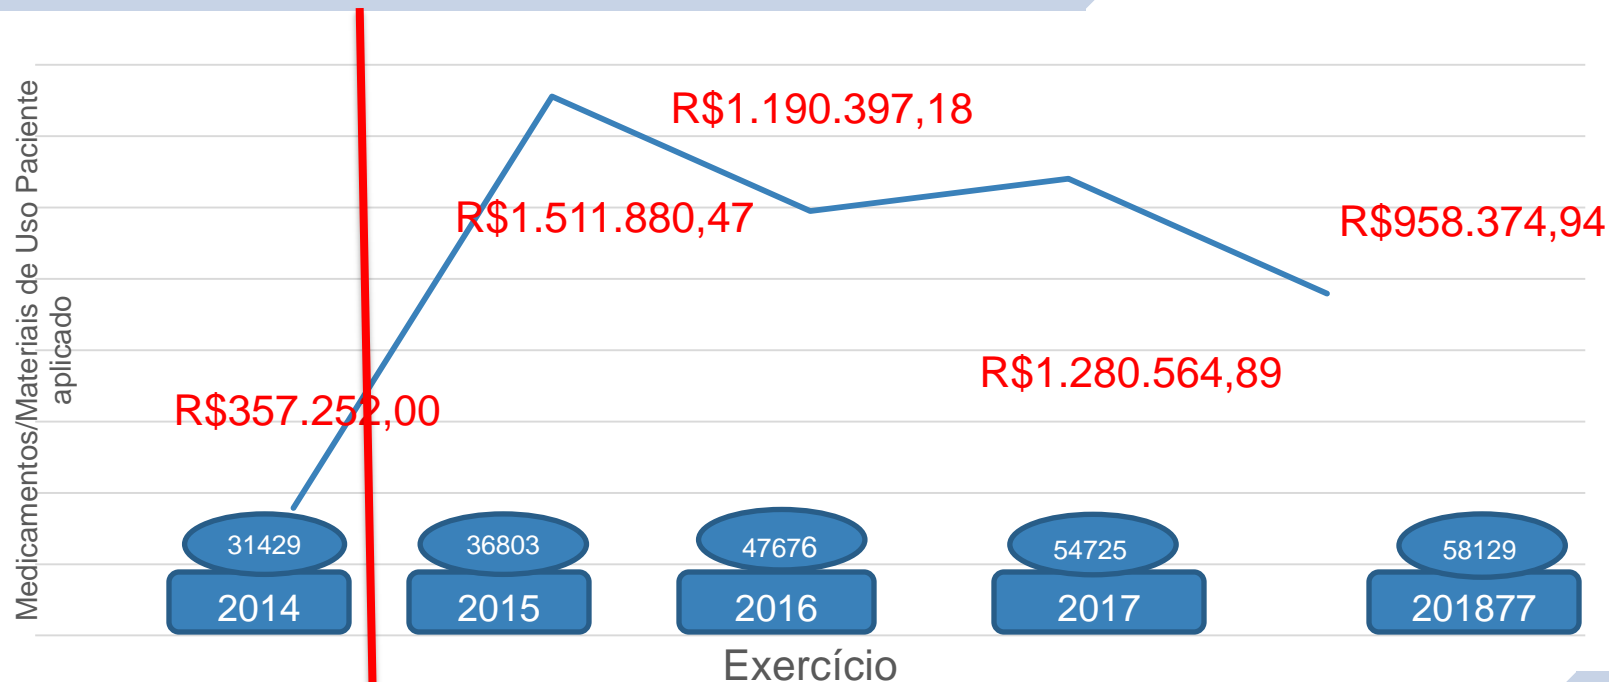 Medicamentos/Materiais de Uso Paciente
aplicado
R$1.190.397,18
R$1.511.880,47
R$958.374,94
R$1.280.564,89
R$357.252,00
31429
36803
47676
54725
58129
2014
2015
2016
2017
201877
Exercício